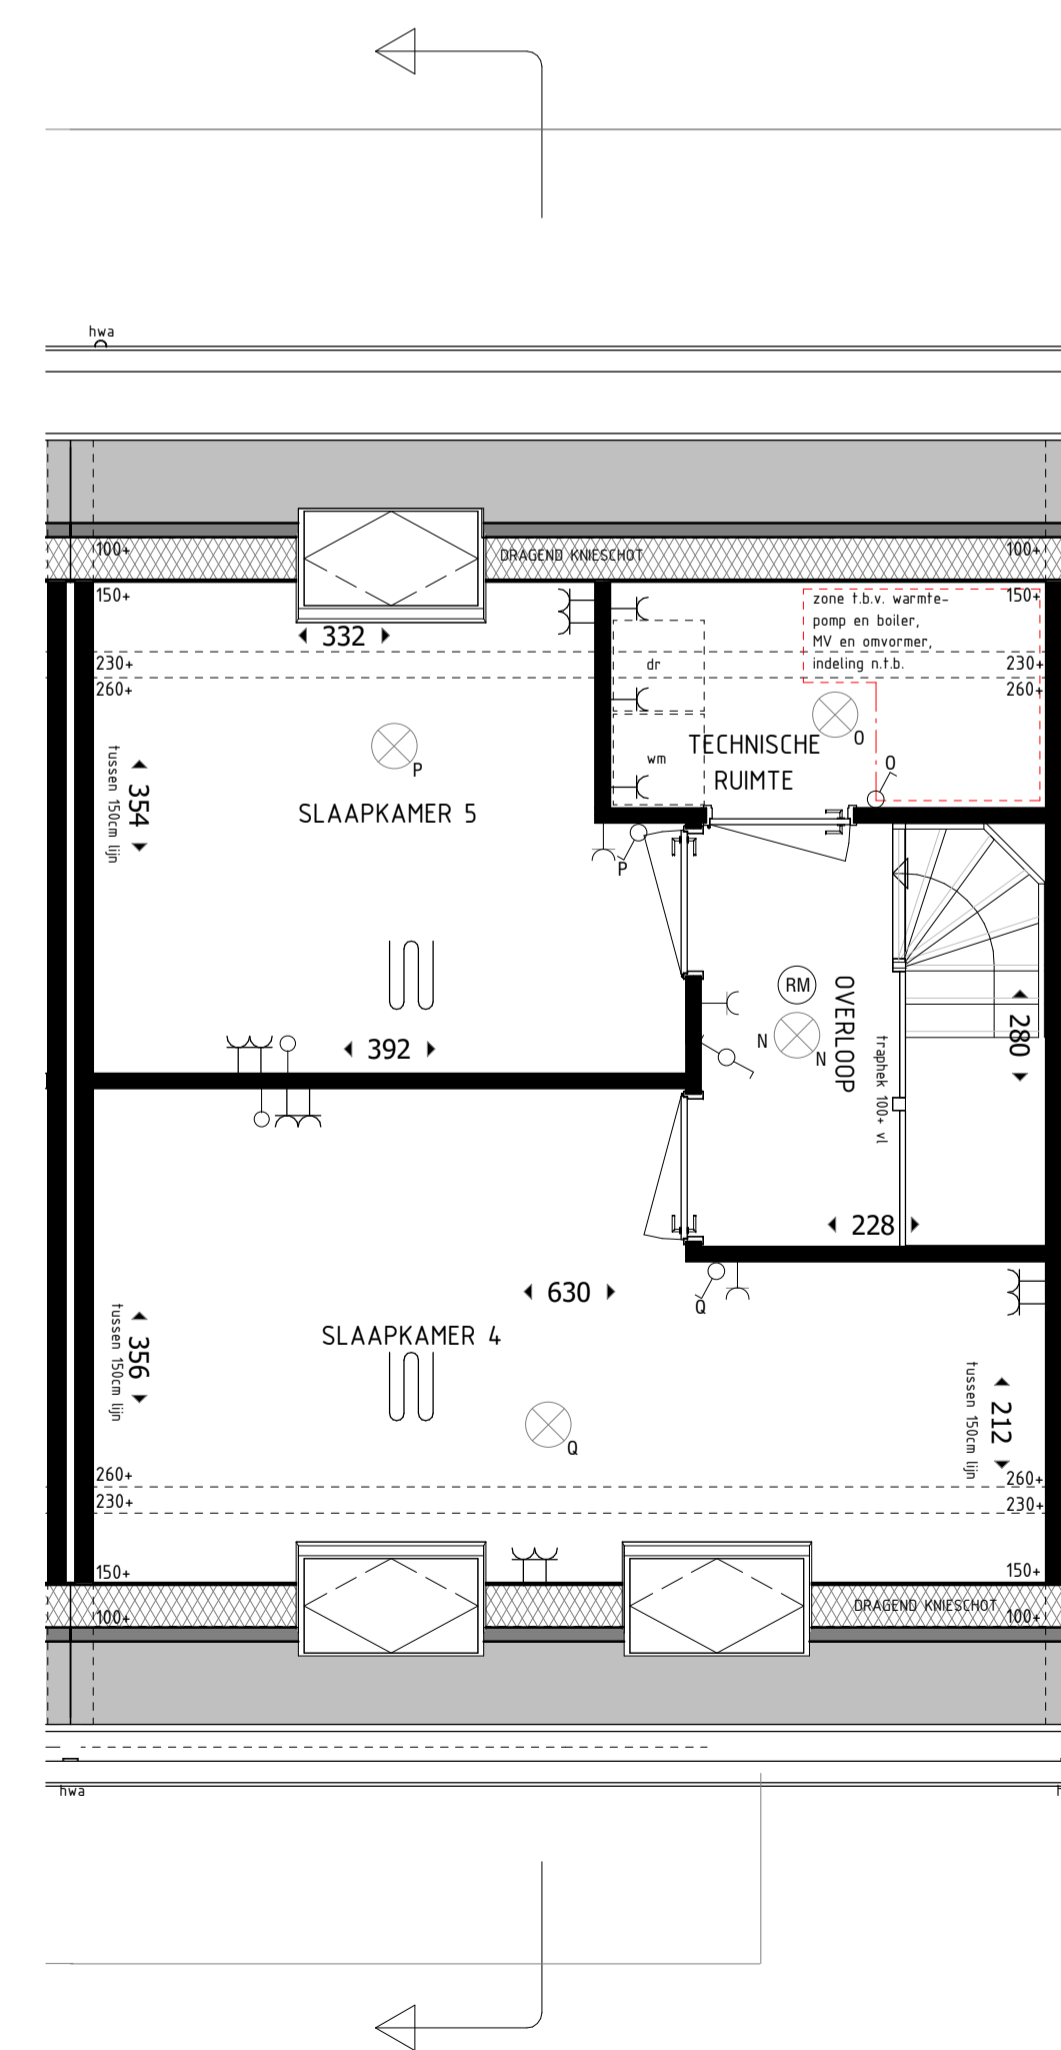 hwa
100+
DRAGEND KNIESCHOT
100+
150+
zone t.b.v. warmte-
pomp en boiler,
MV en omvormer,
indeling n.t.b.
150+
332
230+
dr
230+
260+
260+
O
TECHNISCHE
RUIMTE
wm
O
P
354
tussen 150cm lijn
SLAAPKAMER 5
P
RM
OVERLOOP
N
N
280
traphek 100+ vl
392
228
630
Q
SLAAPKAMER 4
356
tussen 150cm lijn
212
tussen 150cm lijn
Q
260+
260+
230+
230+
150+
150+
100+
DRAGEND KNIESCHOT
100+
hwa